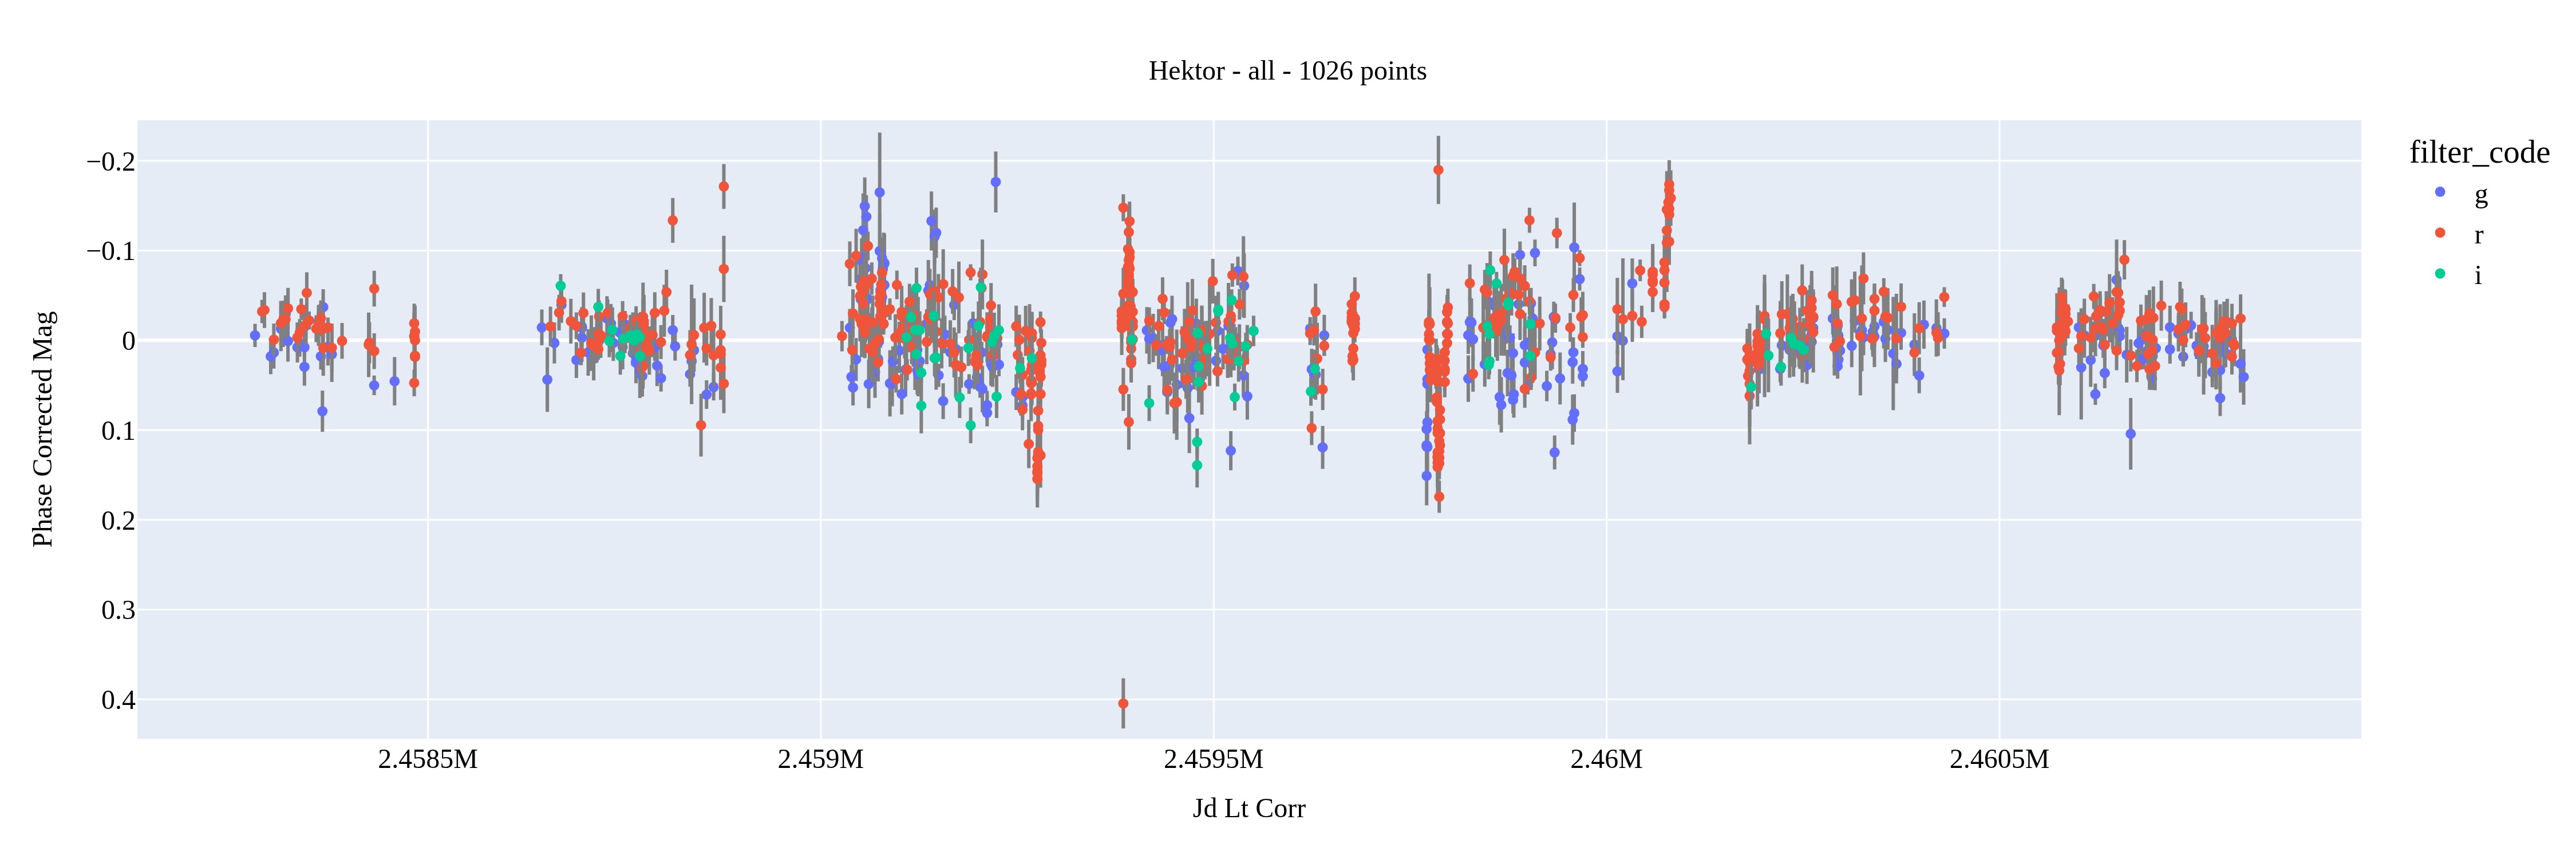 Hektor - all - 1026 points
filter_code
g
r
i
Phase Corrected Mag
−0.2
−0.1
0
0.1
0.2
0.3
0.4
2.4585M
2.459M
2.4595M
2.46M
2.4605M
Jd Lt Corr